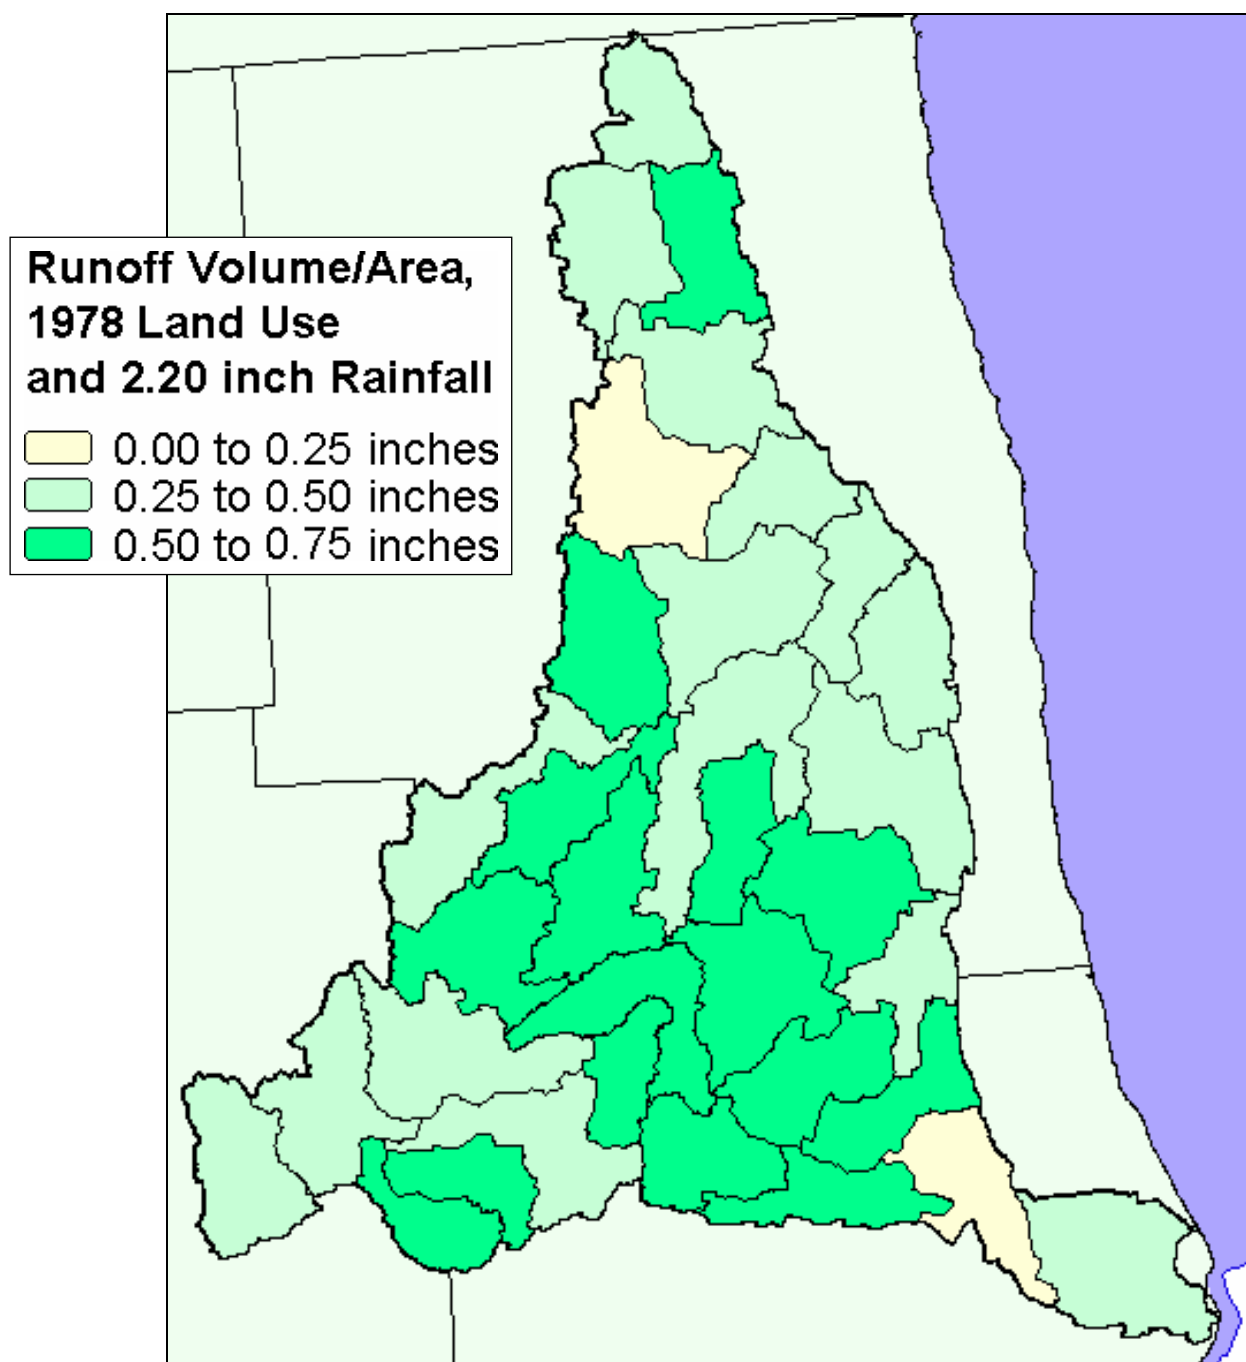 Runoff Volume/Area,
1978 Land Use
and 2.20 inch Rainfall
0.00 to 0.25 inches
0.25 to 0.50 inches
0.50 to 0.75 inches